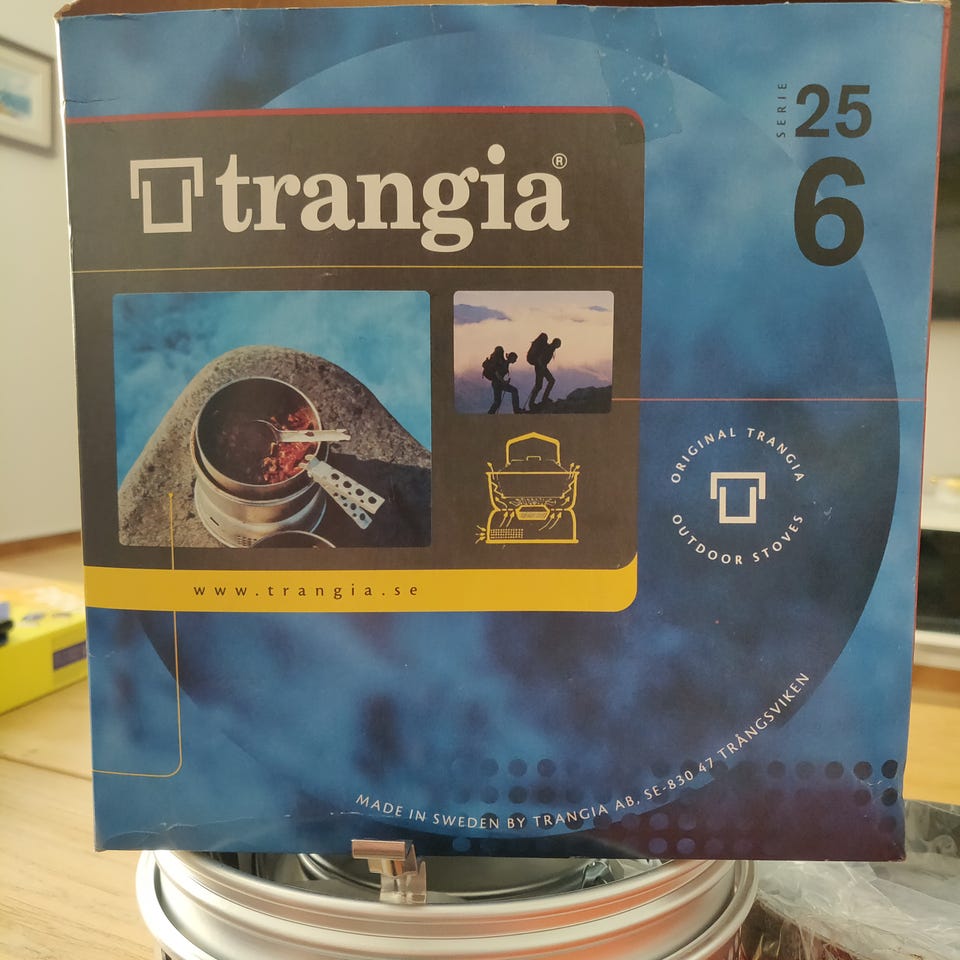 SERIE 25
6
trangia®
www.trangia.se
ORIGINAL TRANGIA
OUTDOOR STOVES
MADE IN SWEDEN BY TRANGIA AB, SE-830 47 TRÅNGSVIKEN